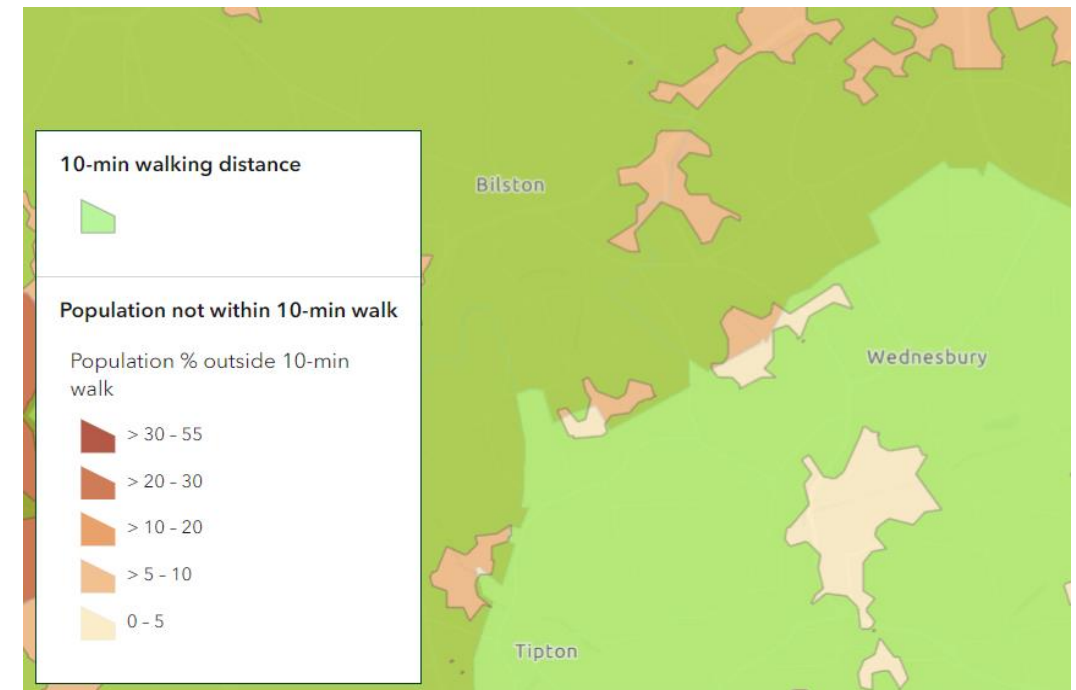 10-min walking distance
Bilston
Population not within 10-min walk
Population % outside 10-min
walk
Wednesbury
> 30 – 55
> 20 – 30
> 10 – 20
> 5 – 10
0 – 5
Tipton